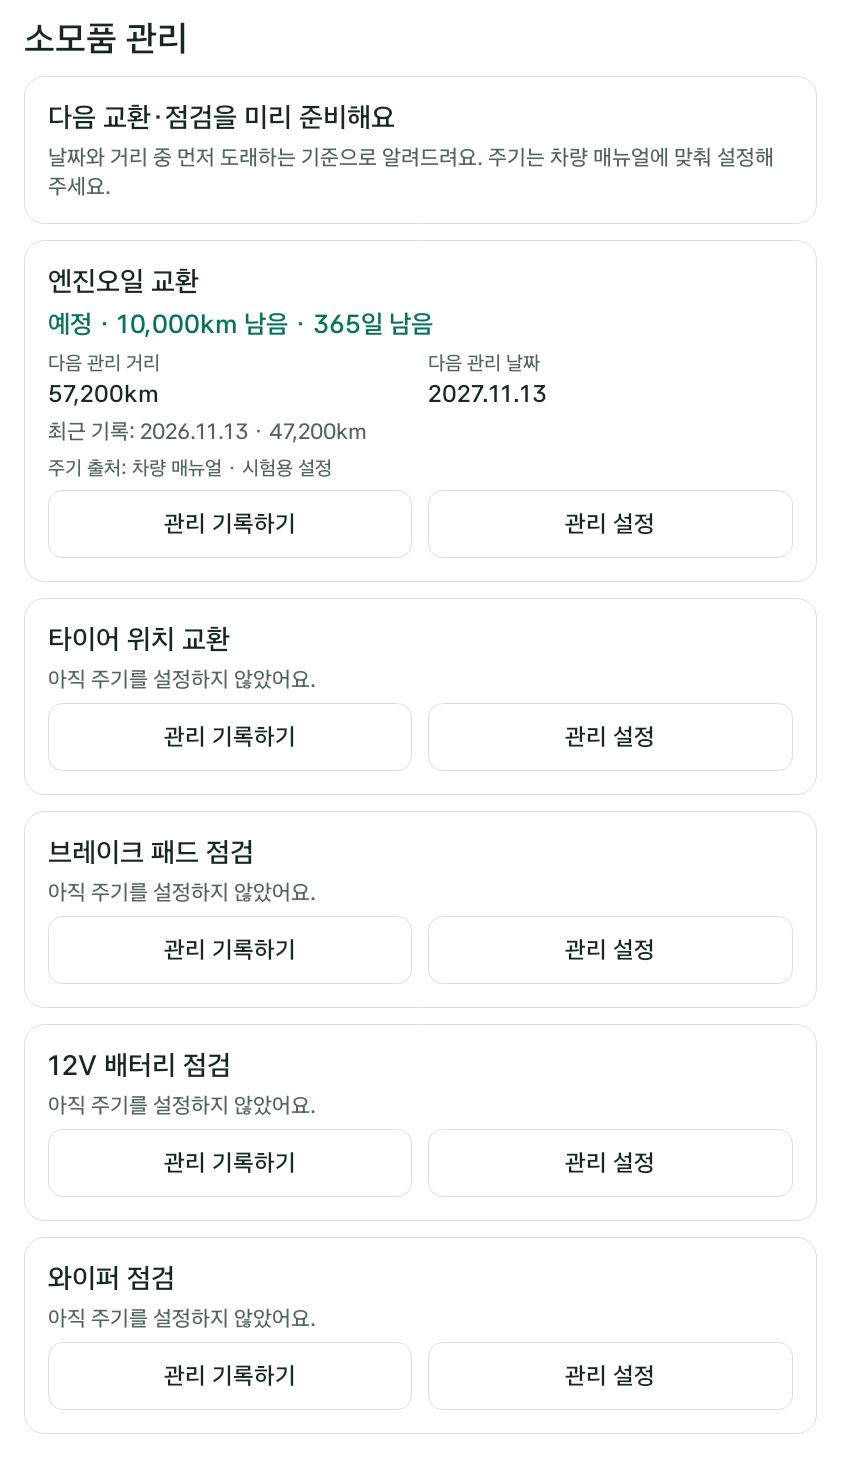 소모품 관리
다음 교환·점검을 미리 준비해요
날짜와 거리 중 먼저 도래하는 기준으로 알려드려요. 주기는 차량 매뉴얼에 맞춰 설정해
주세요.
엔진오일 교환
예정 · 10,000km 남음 · 365일 남음
다음 관리 거리 다음 관리 날짜
57,200km 2027.11.13
최근 기록: 2026.11.13 · 47,200km
주기 출처: 차량 매뉴얼 · 시험용 설정
관리 기록하기 관리 설정
타이어 위치 교환
아직 주기를 설정하지 않았어요.
관리 기록하기 관리 설정
브레이크 패드 점검
아직 주기를 설정하지 않았어요.
관리 기록하기 관리 설정
12V 배터리 점검
아직 주기를 설정하지 않았어요.
관리 기록하기 관리 설정
와이퍼 점검
아직 주기를 설정하지 않았어요.
관리 기록하기 관리 설정